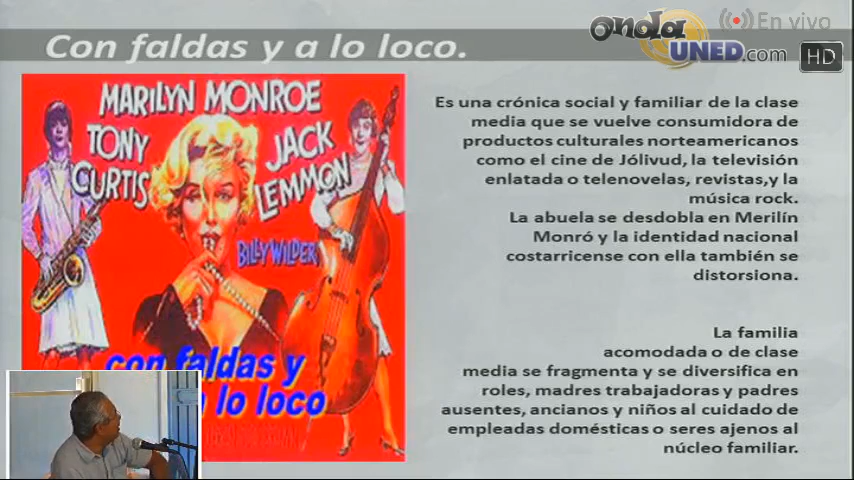 Con faldas y a lo loco.
onda UNED.com
En vivo
HD
MARILYN MONROE
TONY CURTIS
JACK LEMMON
BILLY WILDER
con faldas y
a lo loco
Es una crónica social y familiar de la clase
media que se vuelve consumidora de
productos culturales norteamericanos
como el cine de Jólivud, la televisión
enlatada o telenovelas, revistas,y la
música rock.
La abuela se desdobla en Merilín
Monró y la identidad nacional
costarricense con ella también se
distorsiona.
La familia
acomodada o de clase
media se fragmenta y se diversifica en
roles, madres trabajadoras y padres
ausentes, ancianos y niños al cuidado de
empleadas domésticas o seres ajenos al
núcleo familiar.